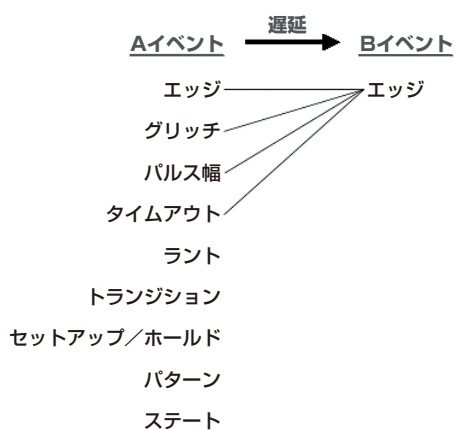 遅延
Aイベント Bイベント
エッジ エッジ
グリッチ
パルス幅
タイムアウト
ラント
トランジション
セットアップ／ホールド
パターン
ステート